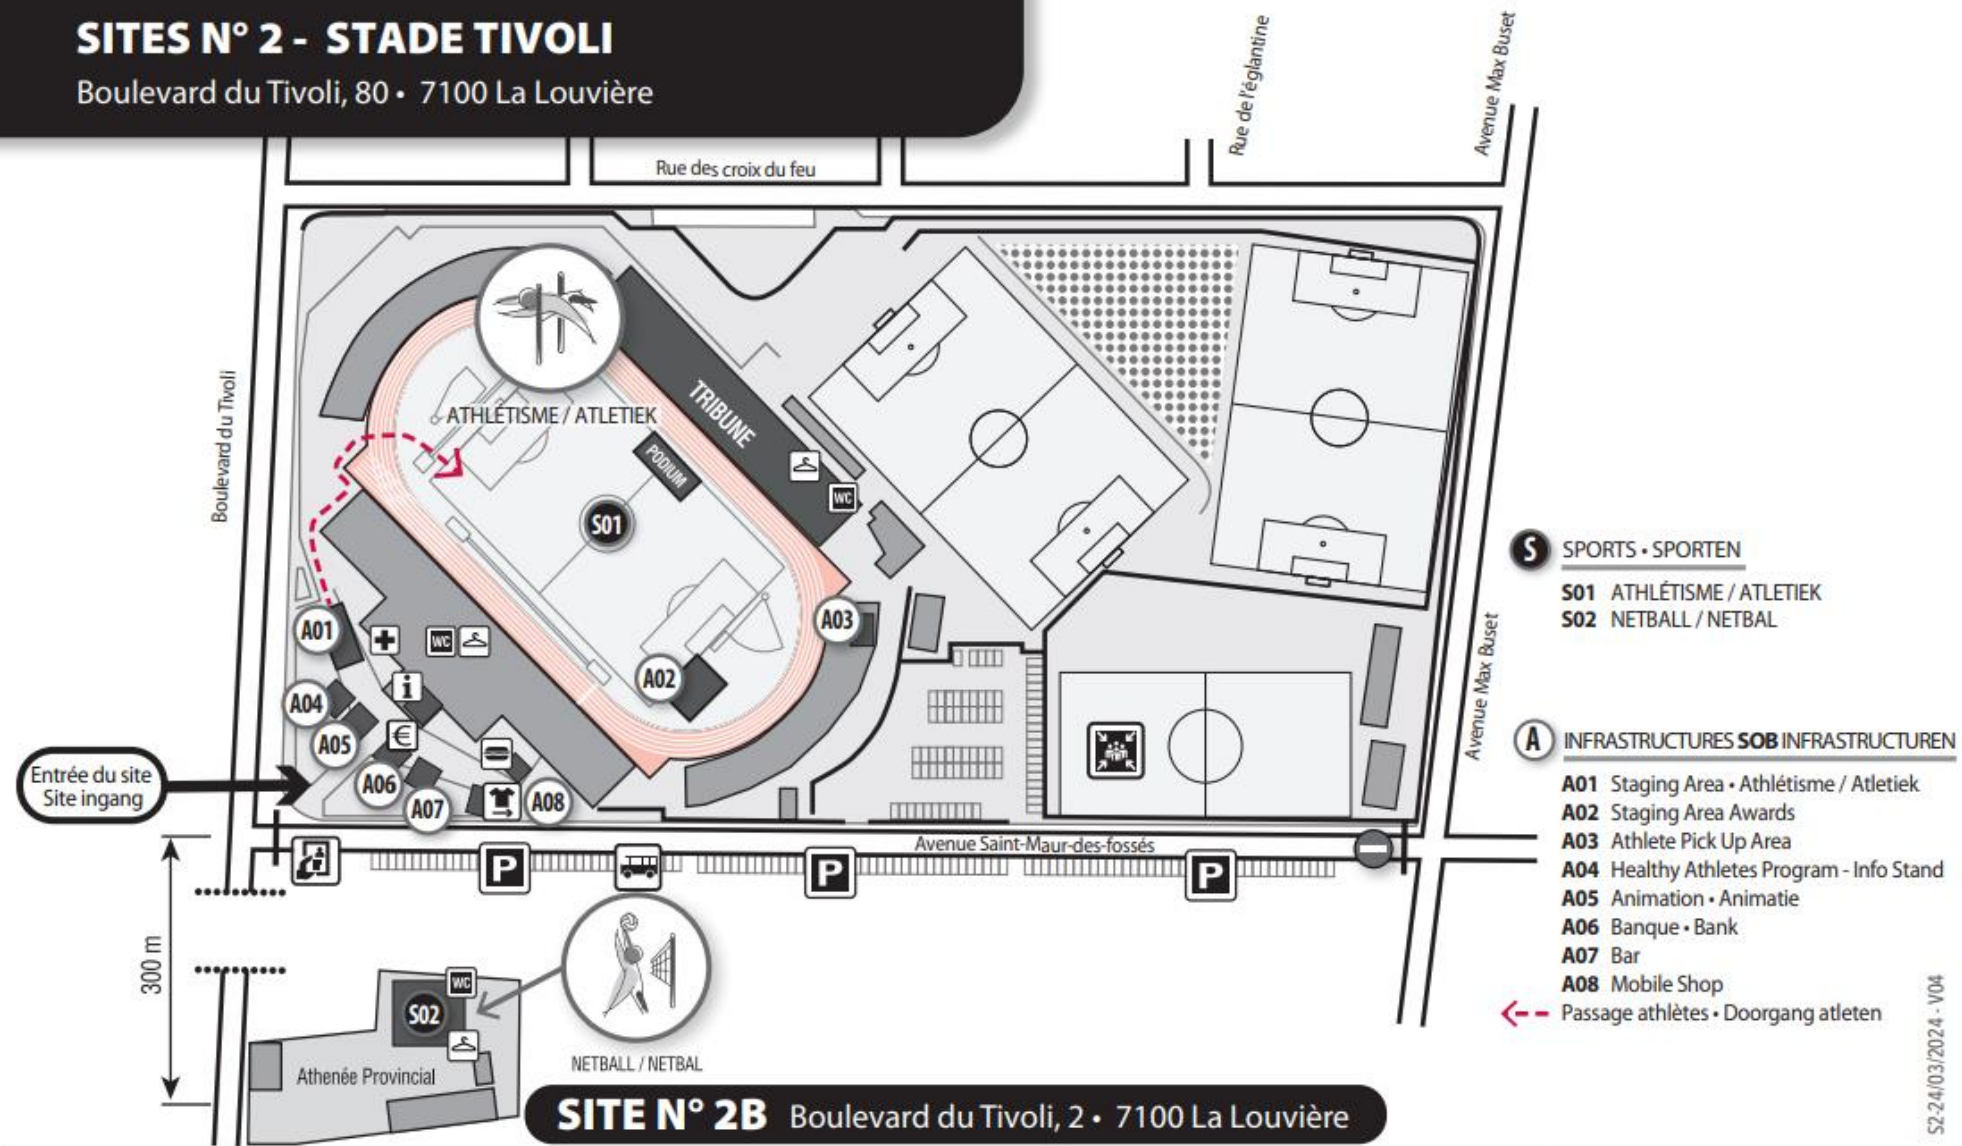 SITES N° 2 - STADE TIVOLI
Boulevard du Tivoli, 80 • 7100 La Louvière
Rue de l'églantine
Avenue Max Buset
Rue des croix du feu
Boulevard du Tivoli
ATHLÉTISME / ATLETIEK
TRIBUNE
PODIUM
WC
S01
A01
WC
A03
A02
i
A04
A05
€
A06
A07
A08
Entrée du site
Site ingang
Avenue Max Buset
Avenue Saint-Maur-des-fossés
P
P
P
300 m
WC
S02
Athenée Provincial
NETBALL / NETBAL
SITE N° 2B Boulevard du Tivoli, 2 • 7100 La Louvière
S SPORTS • SPORTEN
S01 ATHLÉTISME / ATLETIEK
S02 NETBALL / NETBAL
A INFRASTRUCTURES SOB INFRASTRUCTUREN
A01 Staging Area • Athlétisme / Atletiek
A02 Staging Area Awards
A03 Athlete Pick Up Area
A04 Healthy Athletes Program - Info Stand
A05 Animation • Animatie
A06 Banque • Bank
A07 Bar
A08 Mobile Shop
Passage athlètes • Doorgang atleten
S2-24/03/2024 - V04